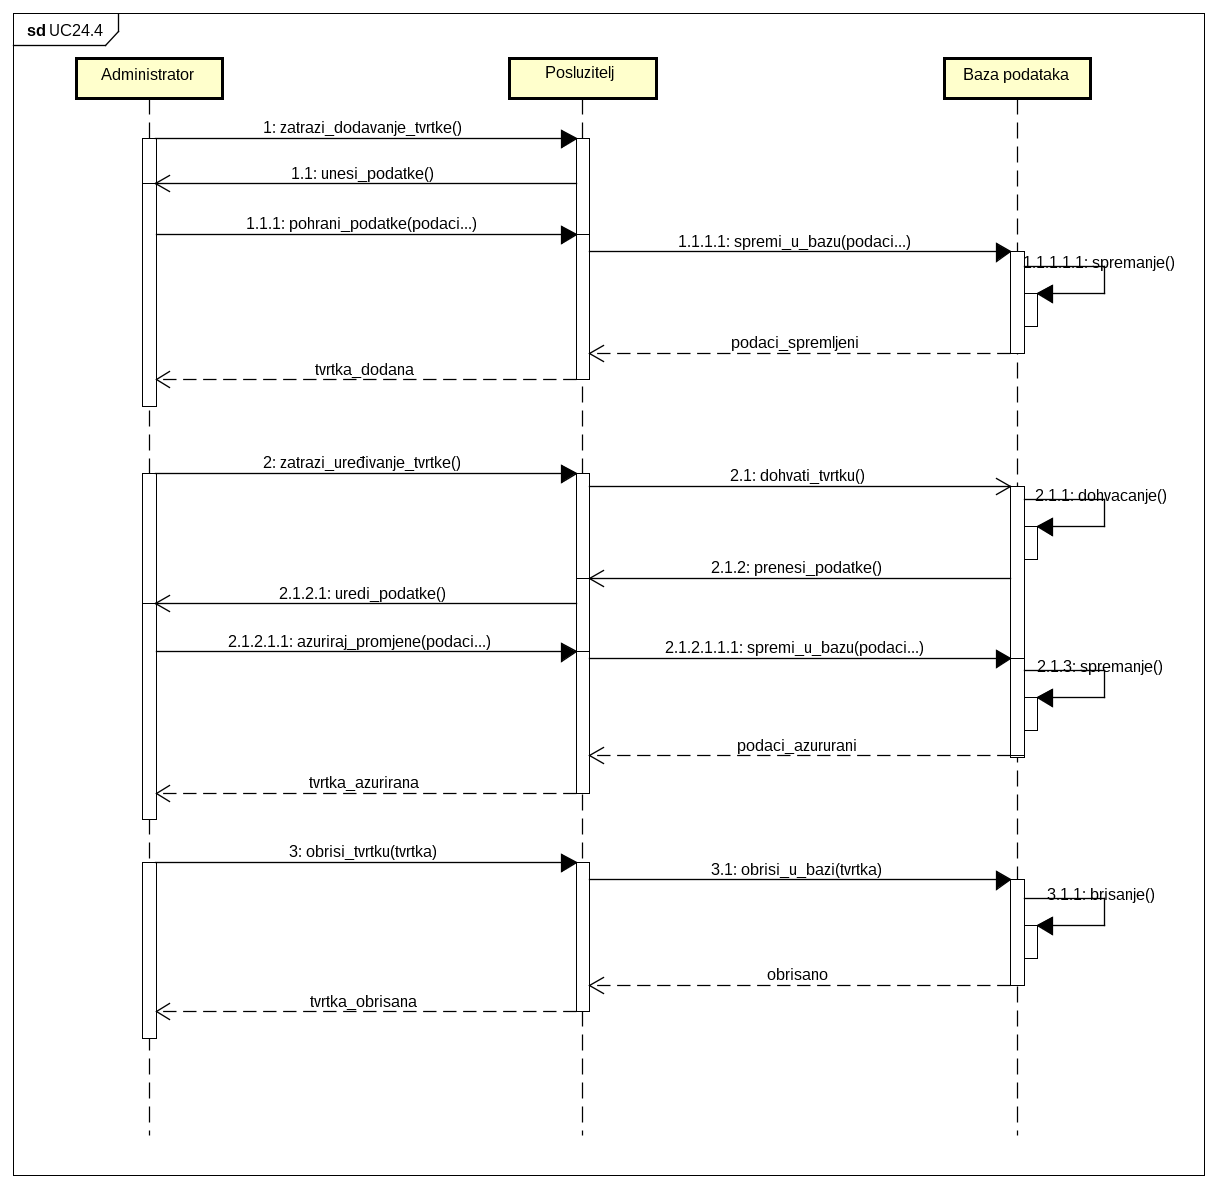 sd UC24.4
Administrator
Posluzitelj
Baza podataka
1: zatrazi_dodavanje_tvrtke()
1.1: unesi_podatke()
1.1.1: pohrani_podatke(podaci...)
1.1.1.1: spremi_u_bazu(podaci...)
1.1.1.1.1: spremanje()
podaci_spremljeni
tvrtka_dodana
2: zatrazi_uređivanje_tvrtke()
2.1: dohvati_tvrtku()
2.1.1: dohvacanje()
2.1.2: prenesi_podatke()
2.1.2.1: uredi_podatke()
2.1.2.1.1: azuriraj_promjene(podaci...)
2.1.2.1.1.1: spremi_u_bazu(podaci...)
2.1.3: spremanje()
podaci_azururani
tvrtka_azurirana
3: obrisi_tvrtku(tvrtka)
3.1: obrisi_u_bazi(tvrtka)
3.1.1: brisanje()
obrisano
tvrtka_obrisana